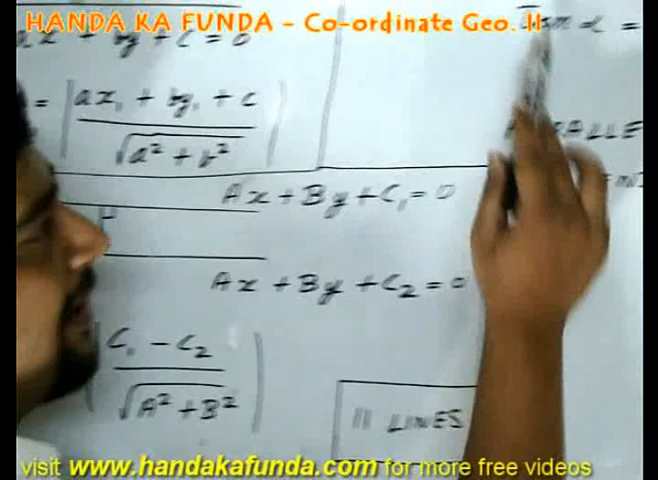 HANDA KA FUNDA - Co-ordinate Geo. II
ax + by + c = 0
= | ax₁ + by₁ + c / √a² + b² |
Ax + By + C₁ = 0
Ax + By + C₂ = 0
| C₁ - C₂ / √A² + B² |
|| LINES
visit www.handakafunda.com for more free videos